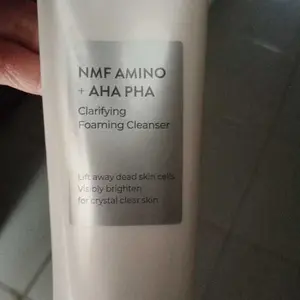 NMF AMINO
+ AHA PHA
Clarifying
Foaming Cleanser
Lift away dead skin cells
Visibly brighten
for crystal clear skin